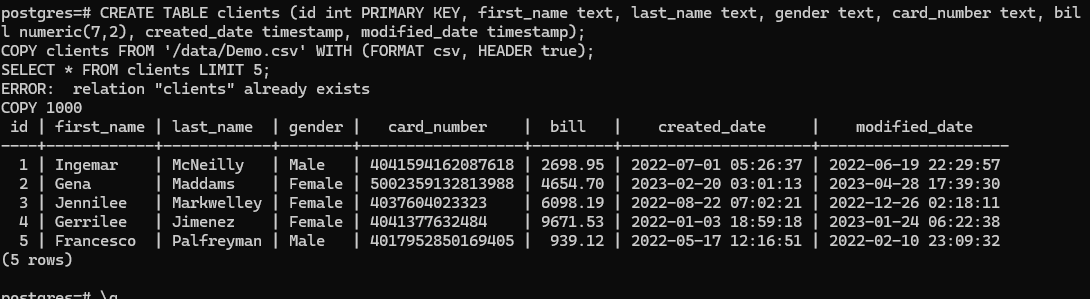 postgres=# CREATE TABLE clients (id int PRIMARY KEY, first_name text, last_name text, gender text, card_number text, bil
l numeric(7,2), created_date timestamp, modified_date timestamp);
COPY clients FROM '/data/Demo.csv' WITH (FORMAT csv, HEADER true);
SELECT * FROM clients LIMIT 5;
ERROR:  relation "clients" already exists
COPY 1000
 id | first_name | last_name  | gender |   card_number    |  bill   |    created_date     |    modified_date
----+------------+------------+--------+------------------+---------+---------------------+---------------------
  1 | Ingemar    | McNeilly   | Male   | 4041594162087618 | 2698.95 | 2022-07-01 05:26:37 | 2022-06-19 22:29:57
  2 | Gena       | Maddams    | Female | 5002359132813988 | 4654.70 | 2023-02-20 03:01:13 | 2023-04-28 17:39:30
  3 | Jennilee   | Markwelley | Female | 4037604023323    | 6098.19 | 2022-08-22 07:02:21 | 2022-12-26 02:18:11
  4 | Gerrilee   | Jimenez    | Female | 4041377632484    | 9671.53 | 2022-01-03 18:59:18 | 2023-01-24 06:22:38
  5 | Francesco  | Palfreyman | Male   | 4017952850169405 |  939.12 | 2022-05-17 12:16:51 | 2022-02-10 23:09:32
(5 rows)
postgres=# \q